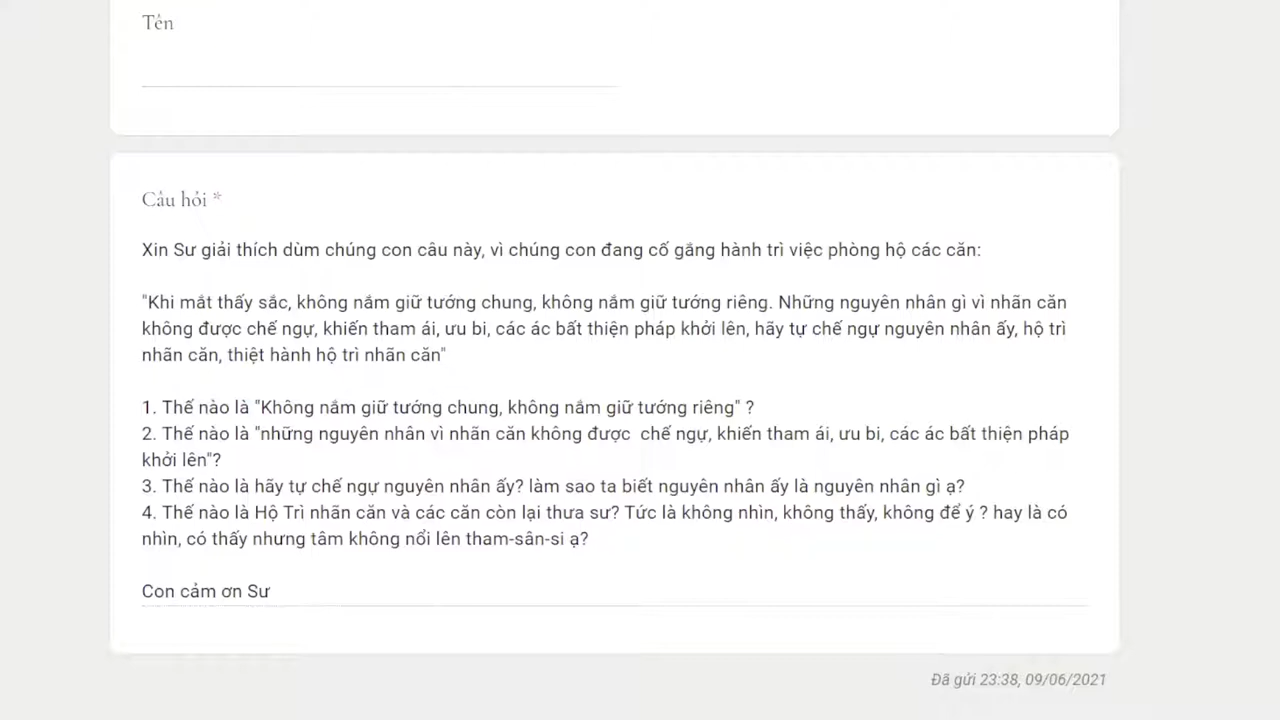 Tên
Câu hỏi *
Xin Sư giải thích dùm chúng con câu này, vì chúng con đang cố gắng hành trì việc phòng hộ các căn:
"Khi mắt thấy sắc, không nắm giữ tướng chung, không nắm giữ tướng riêng. Những nguyên nhân gì vì nhãn căn
không được chế ngự, khiến tham ái, ưu bi, các ác bất thiện pháp khởi lên, hãy tự chế ngự nguyên nhân ấy, hộ trì
nhãn căn, thiệt hành hộ trì nhãn căn"
1. Thế nào là "Không nắm giữ tướng chung, không nắm giữ tướng riêng" ?
2. Thế nào là "những nguyên nhân vì nhãn căn không được  chế ngự, khiến tham ái, ưu bi, các ác bất thiện pháp
khởi lên"?
3. Thế nào là hãy tự chế ngự nguyên nhân ấy? làm sao ta biết nguyên nhân ấy là nguyên nhân gì ạ?
4. Thế nào là Hộ Trì nhãn căn và các căn còn lại thưa sư? Tức là không nhìn, không thấy, không để ý ? hay là có
nhìn, có thấy nhưng tâm không nổi lên tham-sân-si ạ?
Con cảm ơn Sư
Đã gửi 23:38, 09/06/2021